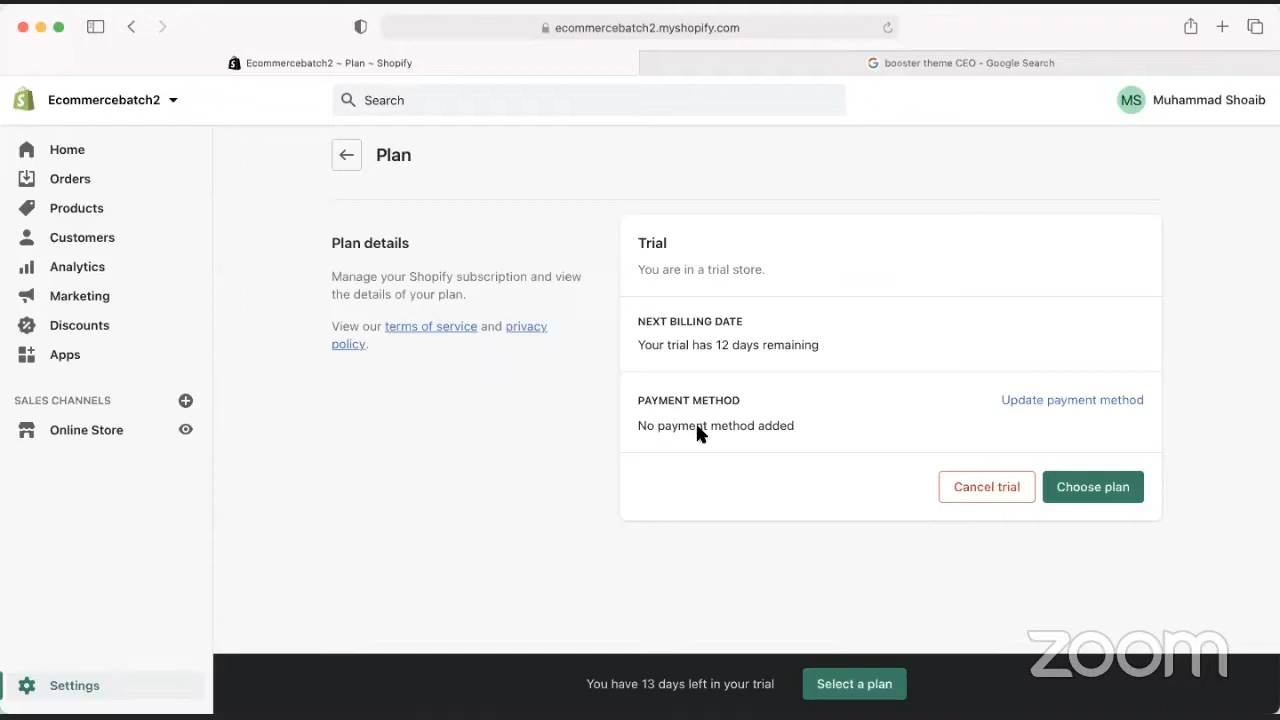 ecommercebatch2.myshopify.com
Ecommercebatch2 ~ Plan ~ Shopify
booster theme CEO - Google Search
Ecommercebatch2
Search
MS Muhammad Shoaib
Home
Orders
Products
Customers
Analytics
Marketing
Discounts
Apps
SALES CHANNELS
Online Store
Settings
Plan
Plan details
Manage your Shopify subscription and view
the details of your plan.
View our terms of service and privacy
policy.
Trial
You are in a trial store.
NEXT BILLING DATE
Your trial has 12 days remaining
PAYMENT METHOD
Update payment method
No payment method added
Cancel trial
Choose plan
zoom
You have 13 days left in your trial
Select a plan